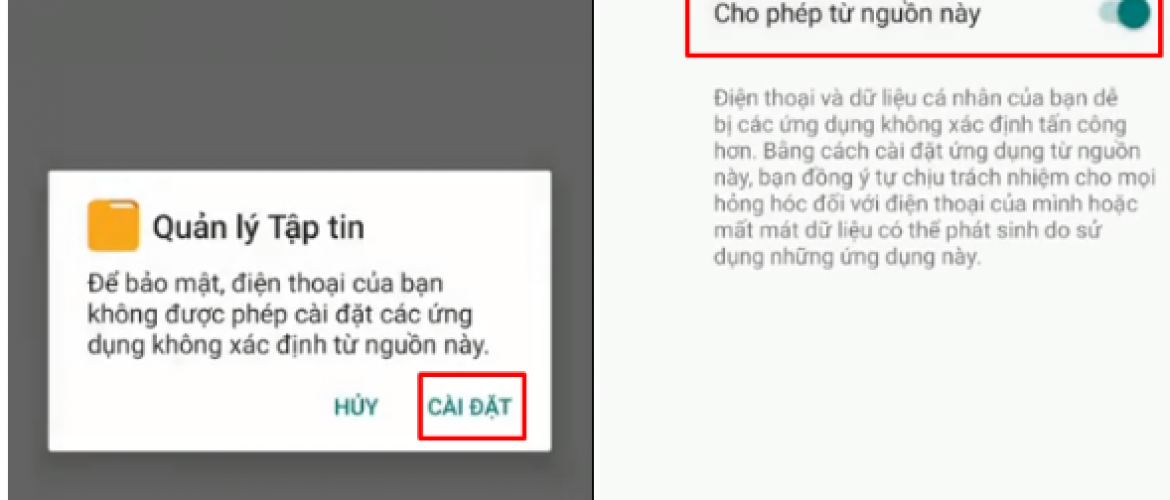 Quản lý Tập tin
Để bảo mật, điện thoại của bạn
không được phép cài đặt các ứng
dụng không xác định từ nguồn này.
HỦY
CÀI ĐẶT
Cho phép từ nguồn này
Điện thoại và dữ liệu cá nhân của bạn dễ
bị các ứng dụng không xác định tấn công
hơn. Bằng cách cài đặt ứng dụng từ nguồn
này, bạn đồng ý tự chịu trách nhiệm cho mọi
hỏng hóc đối với điện thoại của mình hoặc
mất mát dữ liệu có thể phát sinh do sử
dụng những ứng dụng này.